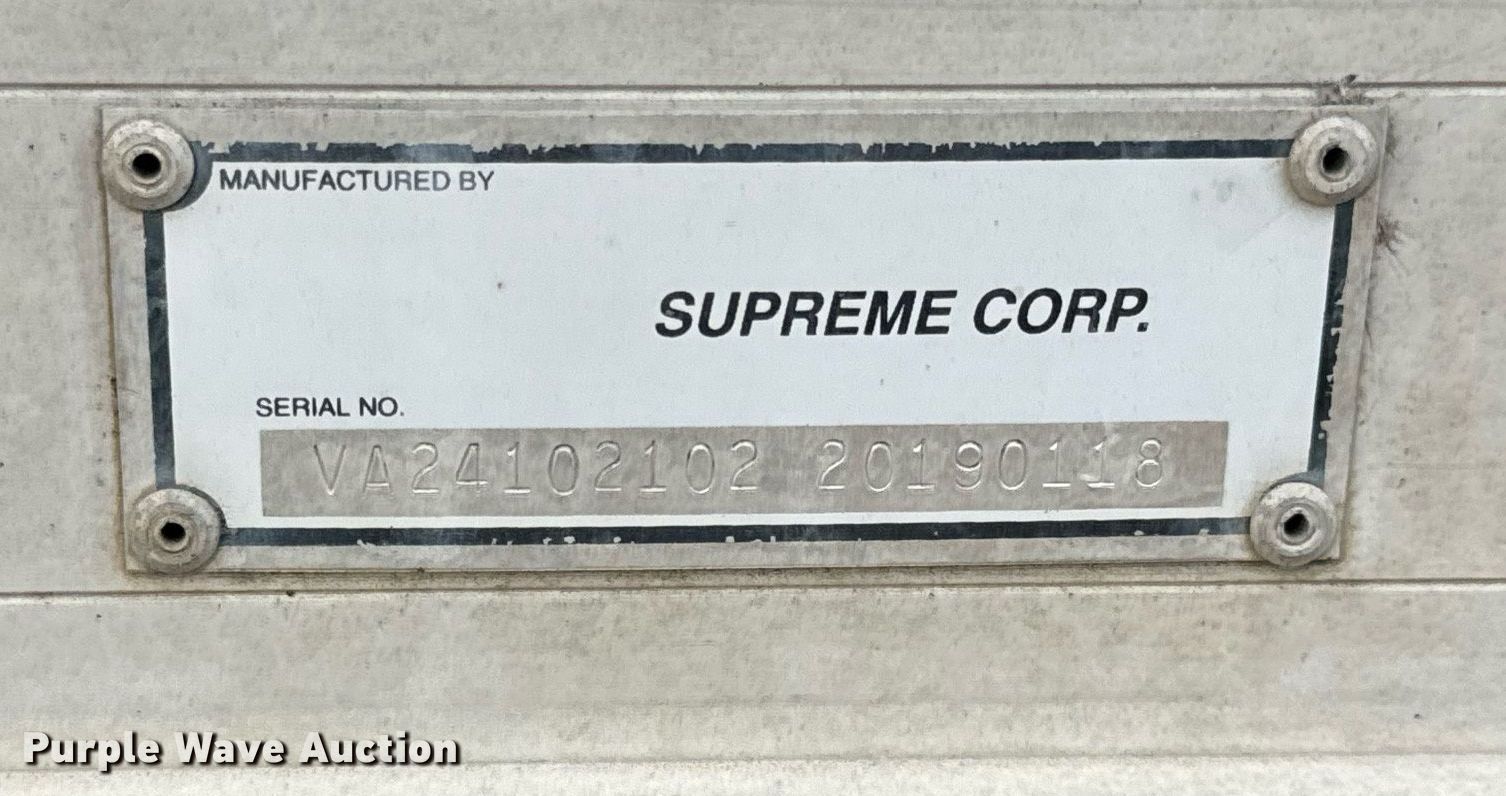 MANUFACTURED BY
SUPREME CORP.
SERIAL NO.
VA24102102 20190118
Purple Wave Auction